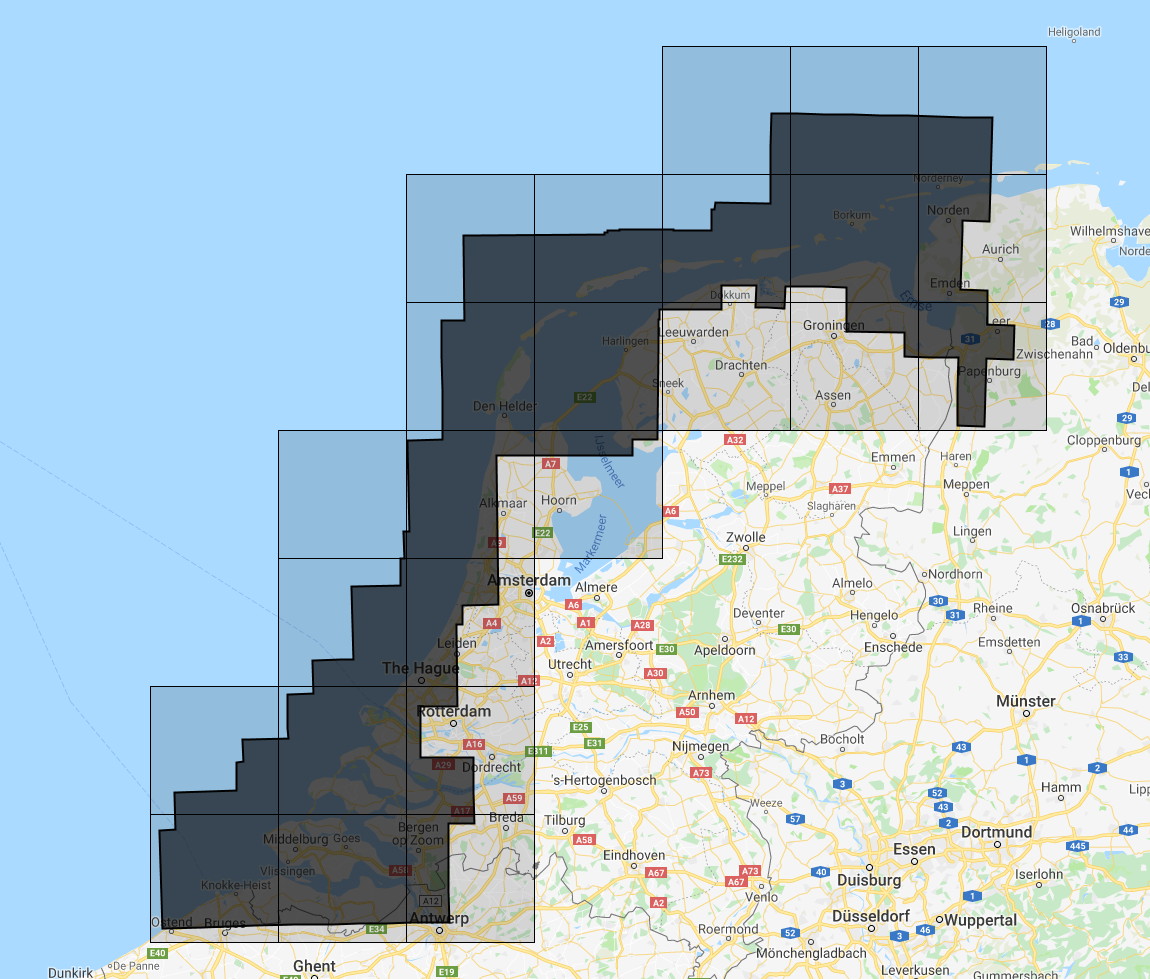 Heligoland
Norderney
Borkum
Norden
Wilhelmshave
Norde
Aurich
Emden
Emse
Dokkum
29
eer
28
Leeuwarden
Groningen
Harlingen
31
Bad
Zwischenahn
Oldenbu
Drachten
Papenburg
Sneek
Del
E22
Assen
Den Helder
29
A32
Cloppenburg
IJsselmeer
A7
Emmen
Haren
1
Meppel
A37
Meppen
Vech
Alkmaar
Hoorn
A6
Slagharen
E22
Markermeer
Lingen
A9
Zwolle
E232
Amsterdam
Almere
Almelo
Nordhorn
A6
30
31
Rheine
Osnabrück
1
A4
A1
A28
Deventer
E30
Hengelo
Leiden
A2
Amersfoort
E30
Apeldoorn
Enschede
Emsdetten
33
The Hague
Utrecht
A30
A12
Arnhem
Münster
Rotterdam
A50
A12
E25
A16
E311
E31
Nijmegen
Bocholt
43
A29
Dordrecht
1
2
A73
's-Hertogenbosch
3
Hamm
Lipp
52
A59
Weeze
43
A17
Breda
Tilburg
57
2
Dortmund
44
Middelburg
Goes
Bergen
op Zoom
A58
445
Eindhoven
Essen
Vlissingen
A58
A67
A73
A67
40
Duisburg
Iserlohn
Knokke-Heist
Venlo
1
A12
A2
Ostend
Bruges
E34
Antwerp
Roermond
52
Düsseldorf
3
46
Wuppertal
E40
Mönchengladbach
De Panne
Dunkirk
Ghent
E19
Leverkusen
Gummersbach